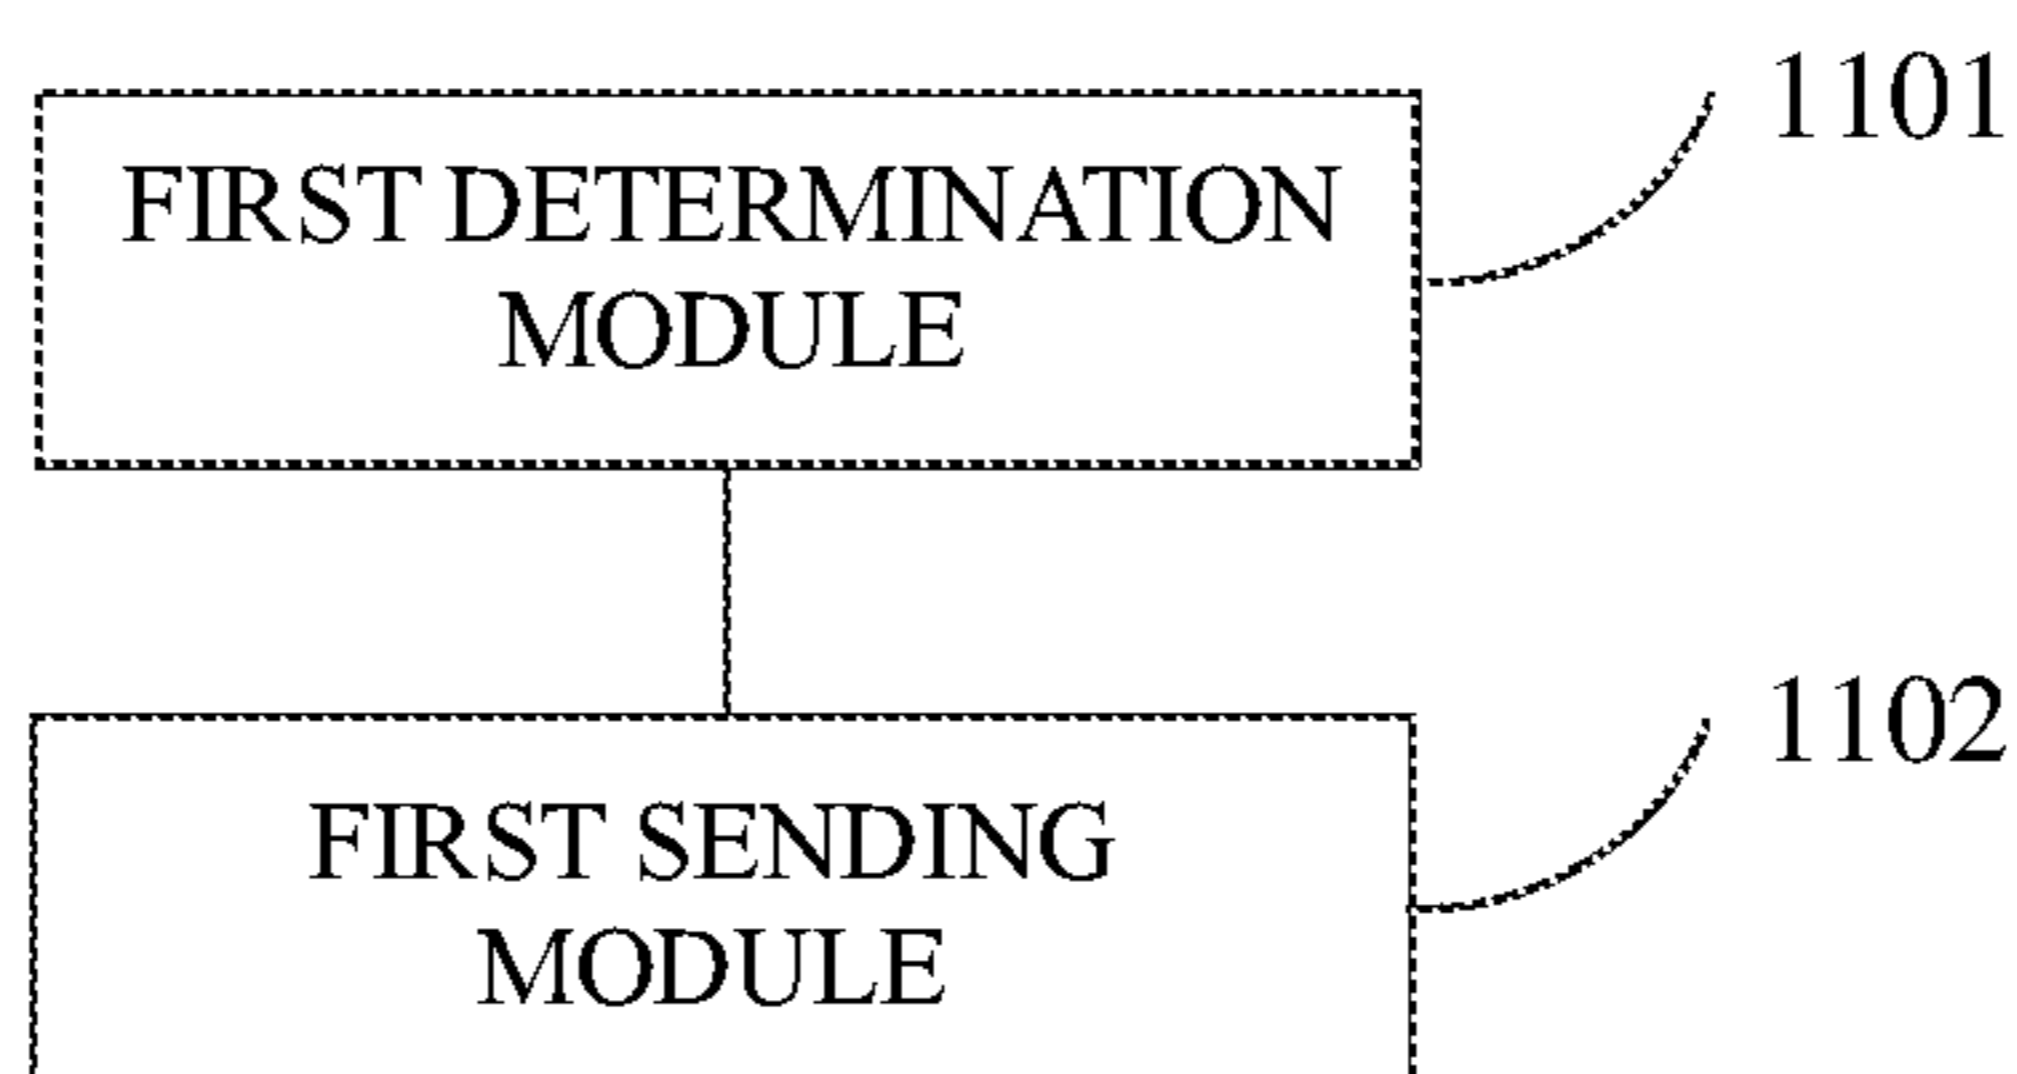 1101
FIRST DETERMINATION
MODULE
1102
FIRST SENDING
MODULE